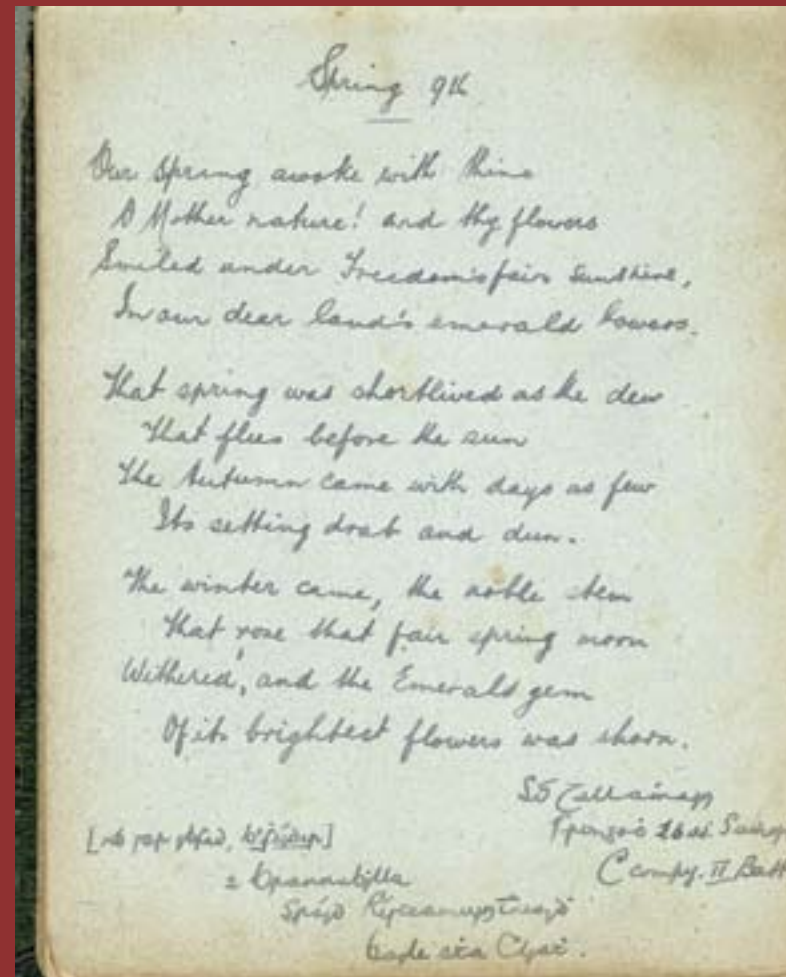 Spring 916
Our spring awoke with thine
O Mother nature! and thy flowers
Smiled under Freedom's fair sunshine,
In our dear land's emerald bowers.
That spring was shortlived as the dew
That flies before the sun
The Autumn came with days as few
Its setting drab and dun.
The winter came, the noble stem
That rose that fair spring morn
Withered, and the Emerald gem
Of its brightest flowers was shorn.
C Compy. II Batt